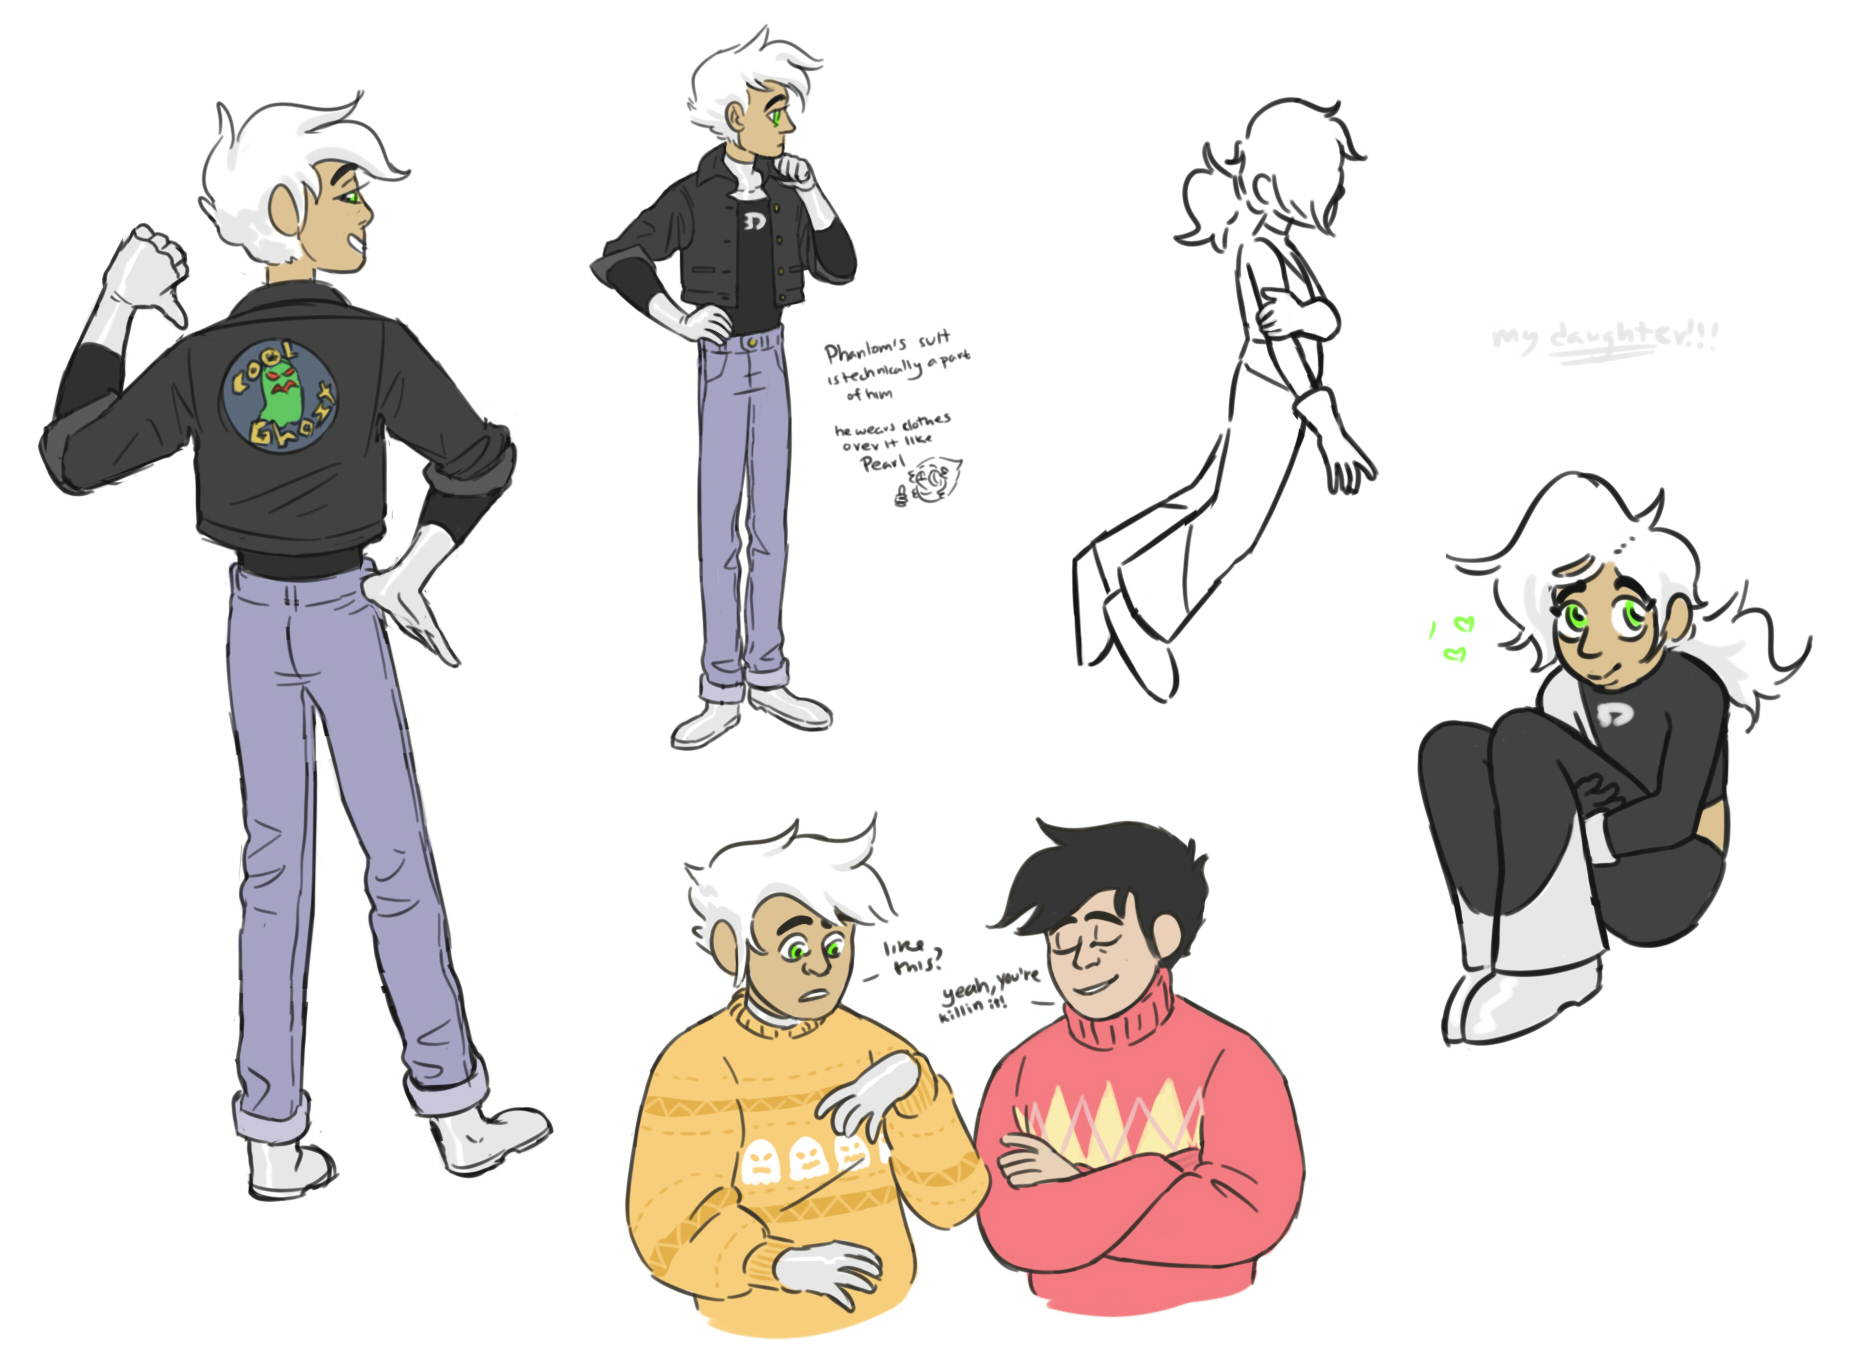 COOL
GhOST
D
Phantom's suit
is technically a part
of him
he wears clothes
over it like
Pearl
my daughter!!!
D
like
this?
yeah, you're
killin it!